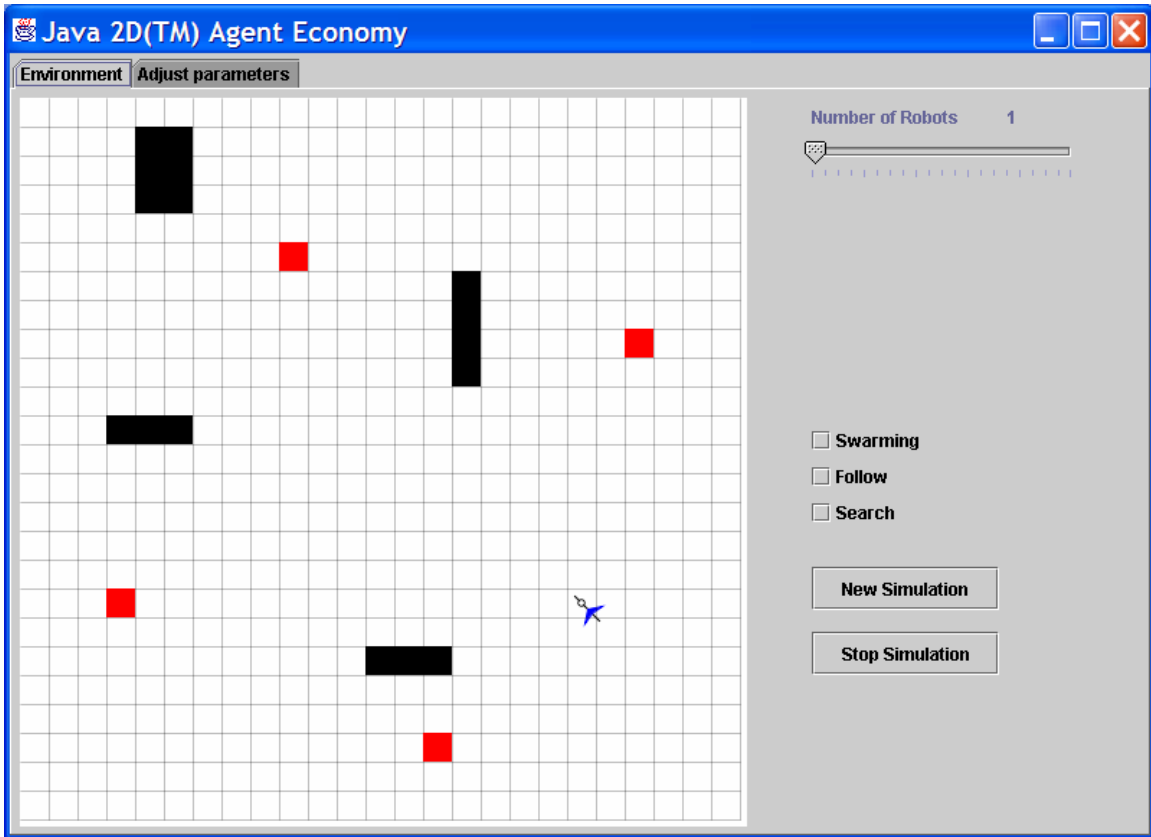 Java 2D(TM) Agent Economy
Environment Adjust parameters
Number of Robots 1
Swarming
Follow
Search
New Simulation
Stop Simulation